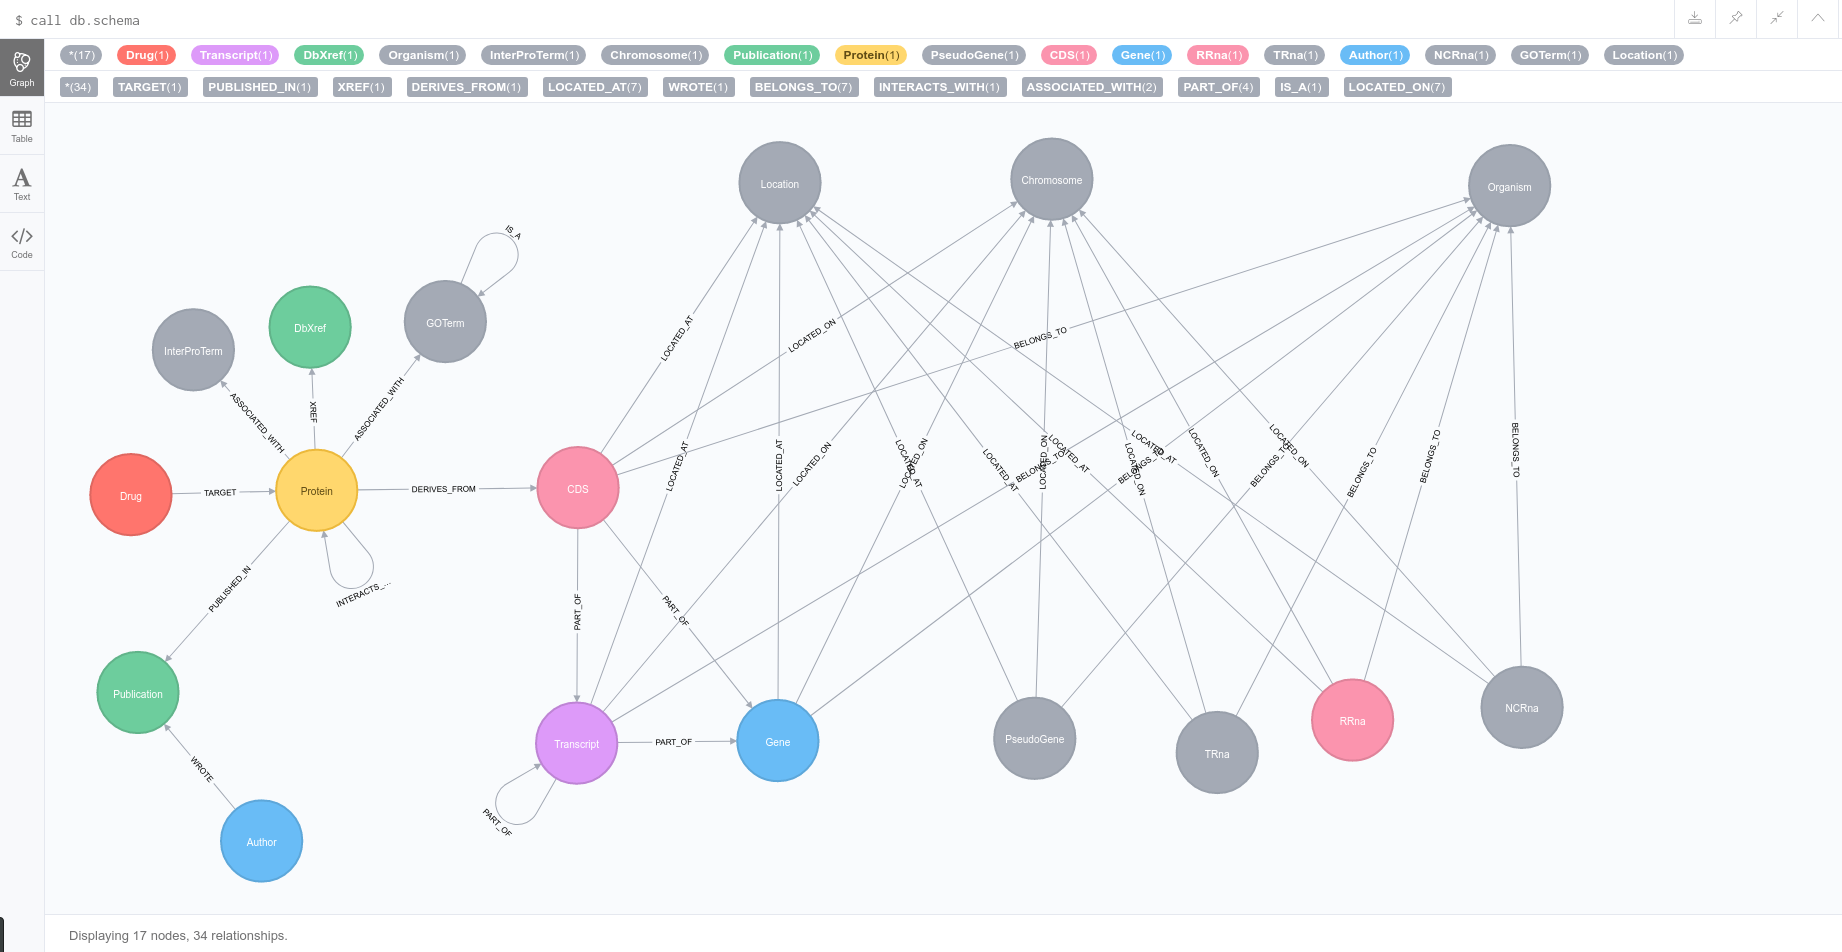 $ call db.schema
*(17) Drug(1) Transcript(1) DbXref(1) Organism(1) InterProTerm(1) Chromosome(1) Publication(1) Protein(1) PseudoGene(1) CDS(1) Gene(1) RRna(1) TRna(1) Author(1) NCRna(1) GOTerm(1) Location(1)
*(34) TARGET(1) PUBLISHED_IN(1) XREF(1) DERIVES_FROM(1) LOCATED_AT(7) WROTE(1) BELONGS_TO(7) INTERACTS_WITH(1) ASSOCIATED_WITH(2) PART_OF(4) IS_A(1) LOCATED_ON(7)
Graph
Table
Text
Code
Location
Chromosome
Organism
IS_A
InterProTerm
DbXref
GOTerm
LOCATED_AT
LOCATED_ON
BELONGS_TO
ASSOCIATED_WITH
XREF
ASSOCIATED_WITH
Drug
TARGET
Protein
DERIVES_FROM
CDS
LOCATED_AT
LOCATED_AT
LOCATED_ON
LOCATED_AT
LOCATED_ON
LOCATED_AT
BELONGS_TO
LOCATED_ON
LOCATED_AT
BELONGS_TO
LOCATED_ON
LOCATED_AT
LOCATED_ON
BELONGS_TO
LOCATED_ON
BELONGS_TO
BELONGS_TO
BELONGS_TO
PUBLISHED_IN
INTERACTS_...
PART_OF
PART_OF
Publication
Transcript
PART_OF
Gene
PseudoGene
TRna
RRna
NCRna
WROTE
PART_OF
Author
Displaying 17 nodes, 34 relationships.